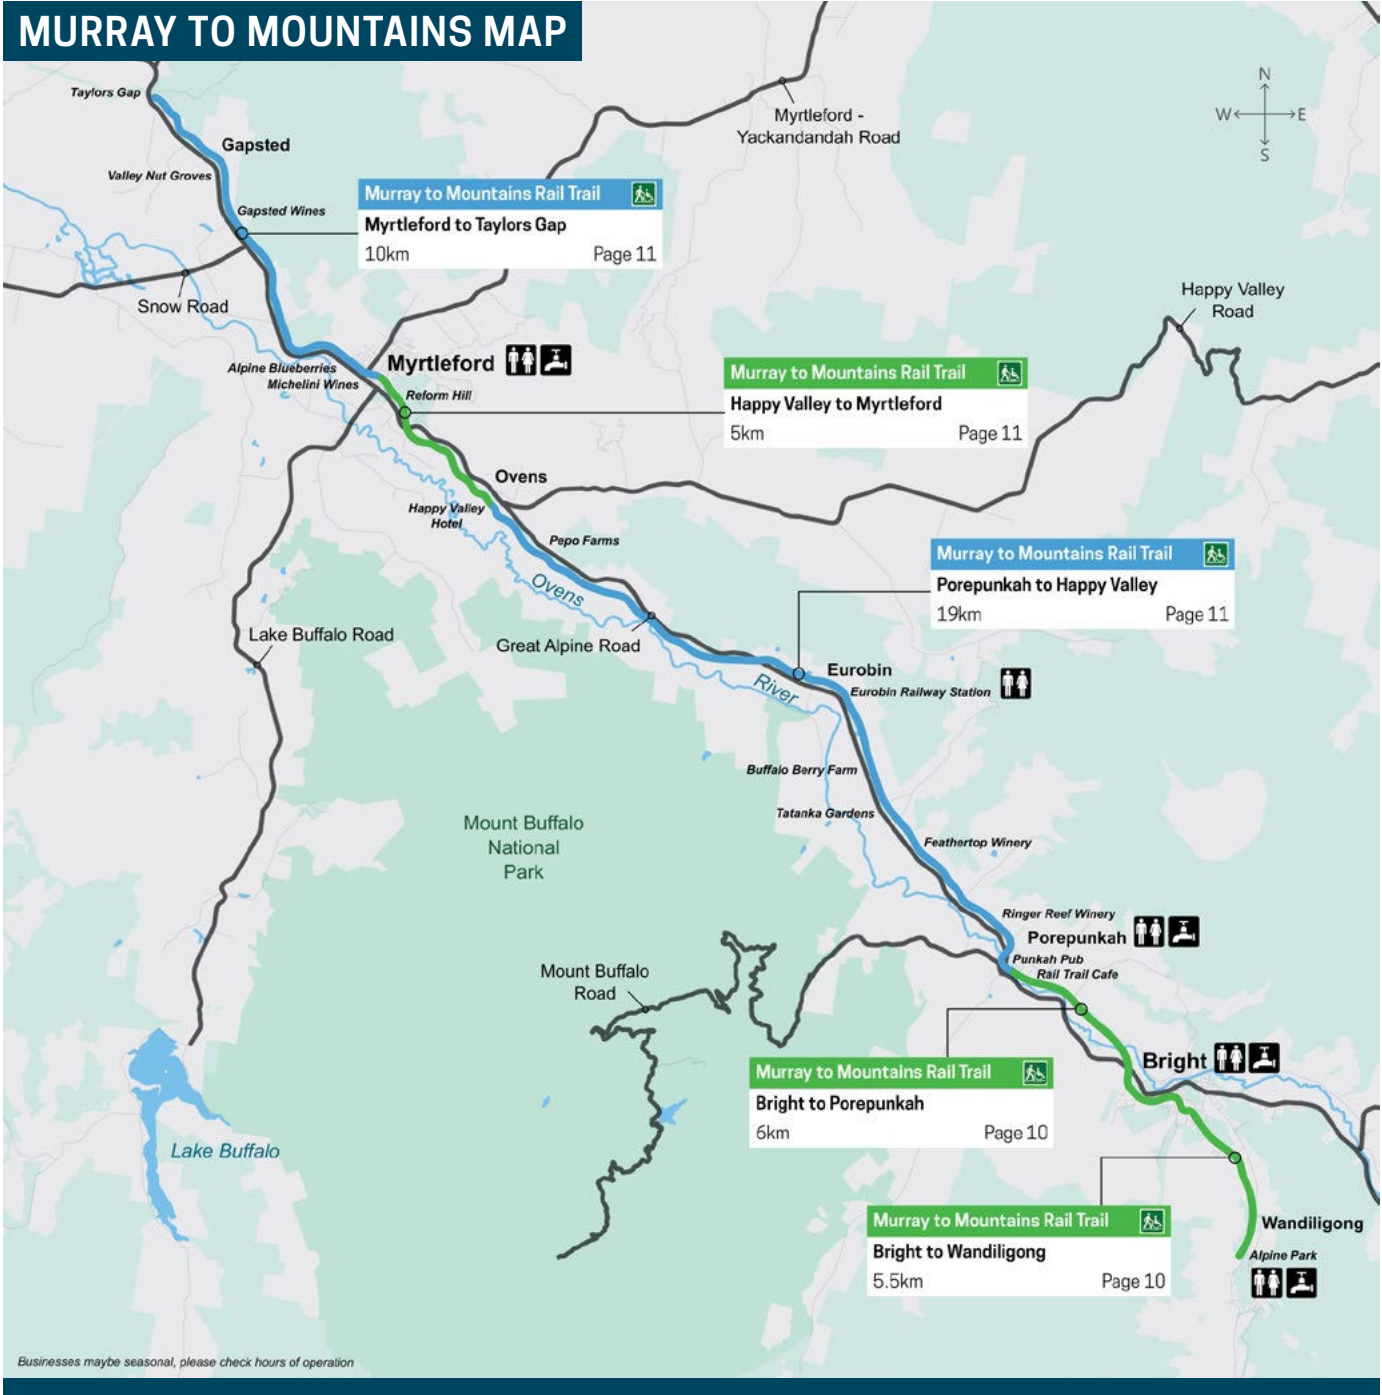 MURRAY TO MOUNTAINS MAP
N
W
E
S
Taylors Gap
Myrtleford -
Yackandandah Road
Gapsted
Valley Nut Groves
Murray to Mountains Rail Trail
Myrtleford to Taylors Gap
10km Page 11
Gapsted Wines
Snow Road
Happy Valley
Road
Alpine Blueberries
Michelini Wines
Myrtleford
Reform Hill
Murray to Mountains Rail Trail
Happy Valley to Myrtleford
5km Page 11
Ovens
Happy Valley
Hotel
Pepo Farms
Murray to Mountains Rail Trail
Porepunkah to Happy Valley
19km Page 11
Ovens
Lake Buffalo Road
Great Alpine Road
River
Eurobin
Eurobin Railway Station
Buffalo Berry Farm
Tatanka Gardens
Mount Buffalo
National
Park
Feathertop Winery
Ringer Reef Winery
Porepunkah
Punkah Pub
Rail Trail Cafe
Mount Buffalo
Road
Bright
Murray to Mountains Rail Trail
Bright to Porepunkah
6km Page 10
Lake Buffalo
Murray to Mountains Rail Trail
Bright to Wandiligong
5.5km Page 10
Wandiligong
Alpine Park
Businesses maybe seasonal, please check hours of operation